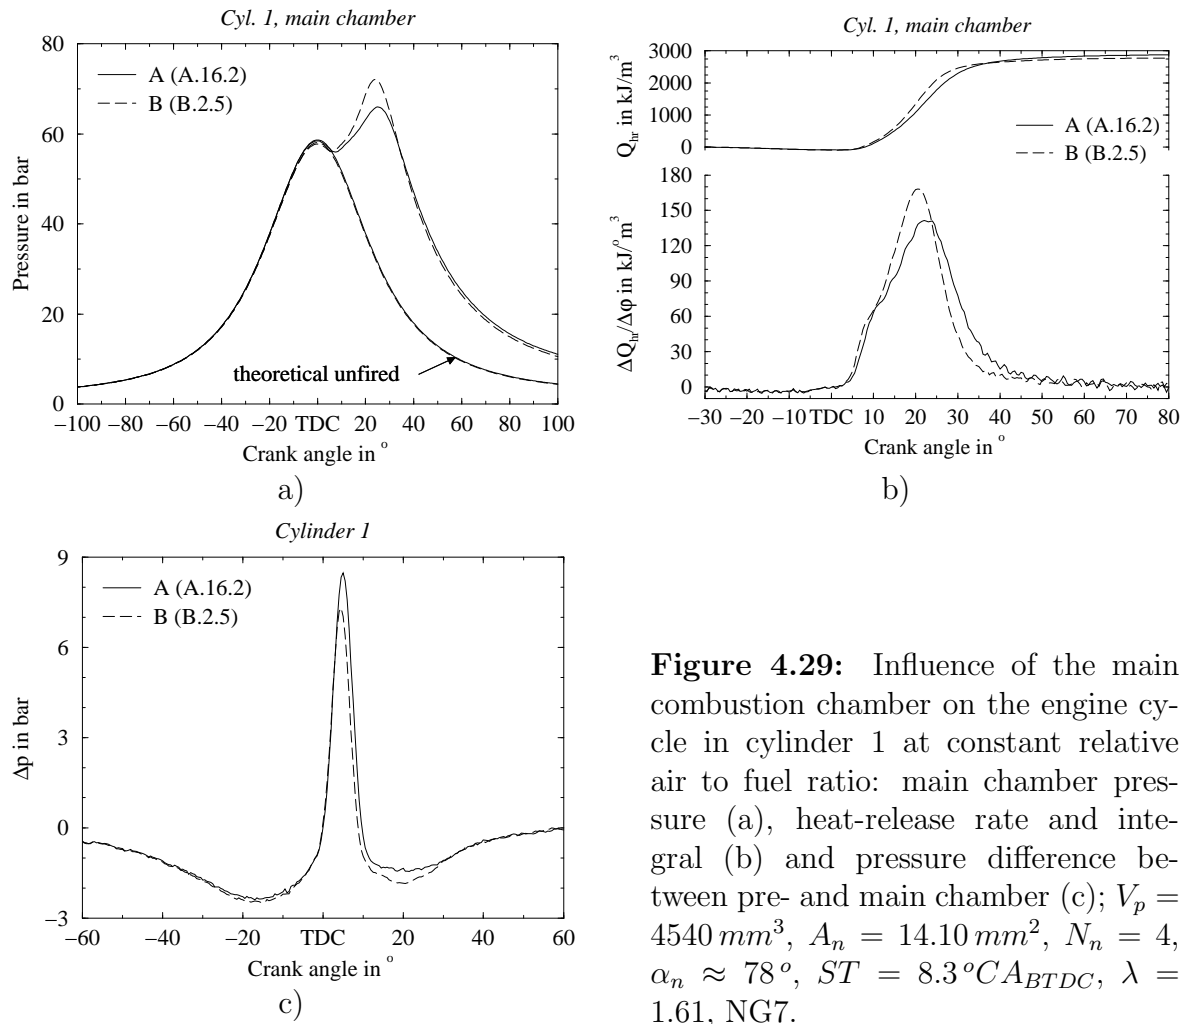 Cyl. 1, main chamber
80
60
40
20
0
Pressure in bar
A (A.16.2)
B (B.2.5)
theoretical unfired
−100 −80 −60 −40 −20 TDC 20 40 60 80 100
Crank angle in °
a)
Cyl. 1, main chamber
3000
2000
1000
0
Q_hr in kJ/m³
A (A.16.2)
B (B.2.5)
180
150
120
90
60
30
0
ΔQ_hr/Δφ in kJ/°m³
−30 −20 −10 TDC 10 20 30 40 50 60 70 80
Crank angle in °
b)
Cylinder 1
9
6
3
0
−3
Δp in bar
A (A.16.2)
B (B.2.5)
−60 −40 −20 TDC 20 40 60
Crank angle in °
c)
Figure 4.29: Influence of the main
combustion chamber on the engine cy-
cle in cylinder 1 at constant relative
air to fuel ratio: main chamber pres-
sure (a), heat-release rate and inte-
gral (b) and pressure difference be-
tween pre- and main chamber (c); V_p =
4540 mm³, A_n = 14.10 mm², N_n = 4,
α_n ≈ 78°, ST = 8.3°CA_BTDC, λ =
1.61, NG7.